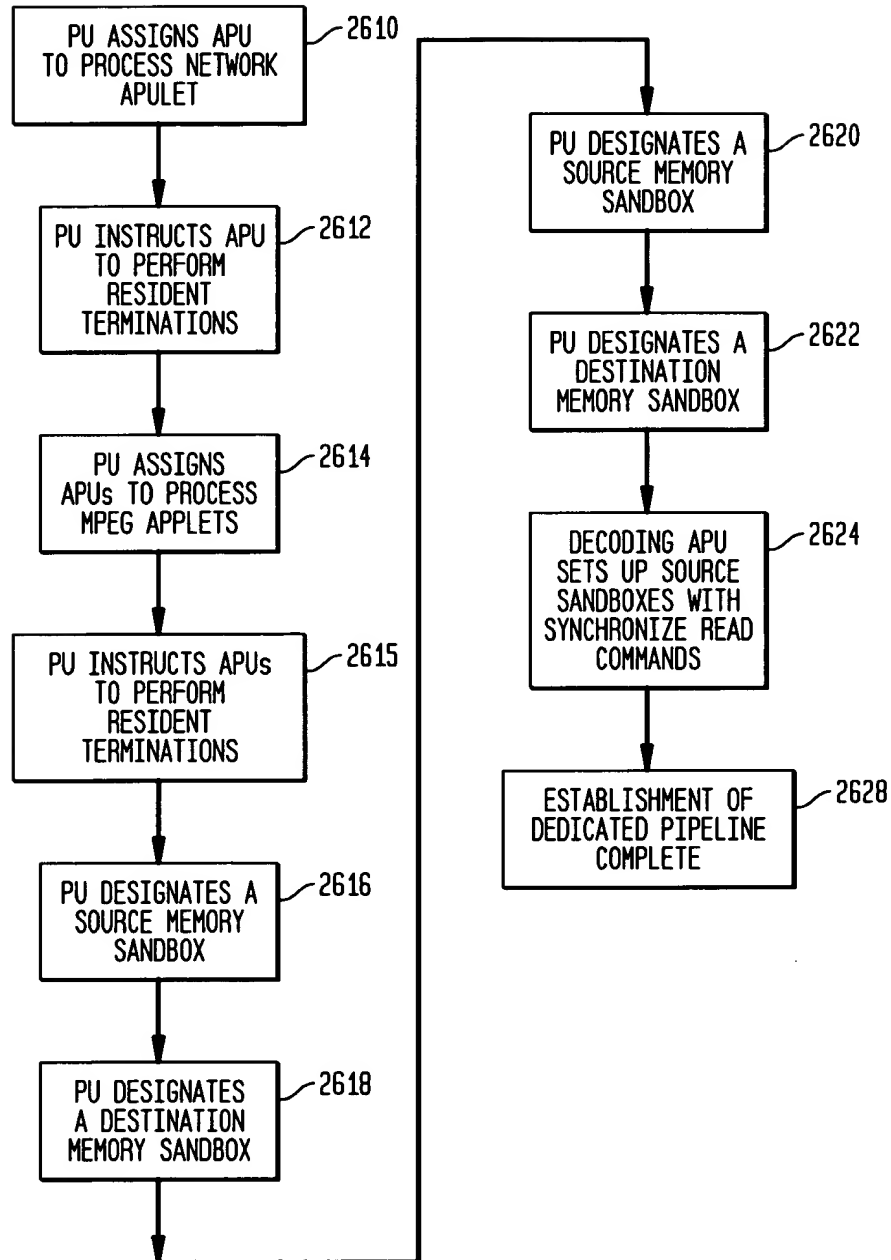 PU ASSIGNS APU
TO PROCESS NETWORK
APULET
2610
PU INSTRUCTS APU
TO PERFORM
RESIDENT
TERMINATIONS
2612
PU ASSIGNS
APUs TO PROCESS
MPEG APPLETS
2614
PU INSTRUCTS APUs
TO PERFORM
RESIDENT
TERMINATIONS
2615
PU DESIGNATES A
SOURCE MEMORY
SANDBOX
2616
PU DESIGNATES
A DESTINATION
MEMORY SANDBOX
2618
PU DESIGNATES A
SOURCE MEMORY
SANDBOX
2620
PU DESIGNATES A
DESTINATION
MEMORY SANDBOX
2622
DECODING APU
SETS UP SOURCE
SANDBOXES WITH
SYNCHRONIZE READ
COMMANDS
2624
ESTABLISHMENT OF
DEDICATED PIPELINE
COMPLETE
2628